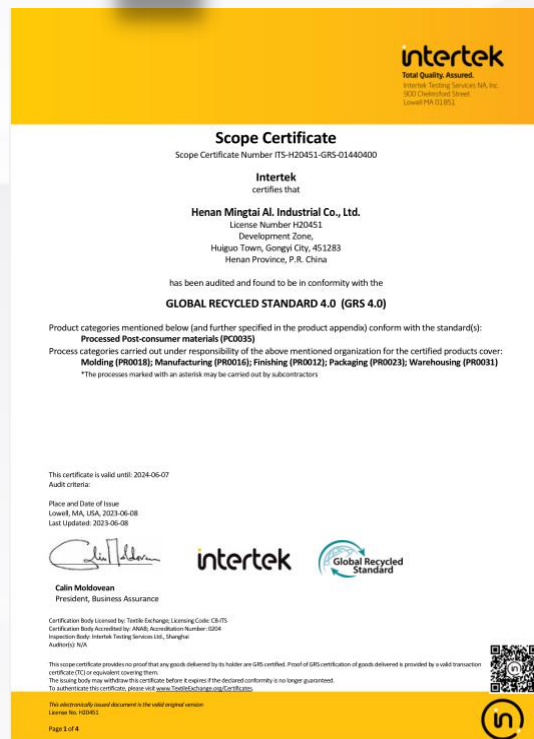 intertek
Total Quality. Assured.
Intertek Testing Services NA, Inc.
900 Chelmsford Street
Lowell MA 01851
Scope Certificate
Scope Certificate Number ITS-H20451-GRS-01440400
Intertek
certifies that
Henan Mingtai Al. Industrial Co., Ltd.
License Number H20451
Development Zone,
Huiguo Town, Gongyi City, 451283
Henan Province, P.R. China
has been audited and found to be in conformity with the
GLOBAL RECYCLED STANDARD 4.0 (GRS 4.0)
Product categories mentioned below (and further specified in the product appendix) conform with the standard(s):
Processed Post-consumer materials (PC0035)
Process categories carried out under responsibility of the above mentioned organization for the certified products cover:
Molding (PR0018); Manufacturing (PR0016); Finishing (PR0012); Packaging (PR0023); Warehousing (PR0031)
*The processes marked with an asterisk may be carried out by subcontractors
This certificate is valid until: 2024-06-07
Audit criteria:
Place and Date of Issue
Lowell, MA, USA, 2023-06-08
Last Updated: 2023-06-08
intertek
Global Recycled
Standard
Calin Moldovean
President, Business Assurance
Certification Body Licensed by: Textile Exchange; Licensing Code: CB-ITS
Certification Body Accredited by: ANAB; Accreditation Number: 0204
Inspection Body: Intertek Testing Services Ltd., Shanghai
Auditor(s): N/A
This scope certificate provides no proof that any goods delivered by its holder are GRS certified. Proof of GRS certification of goods delivered is provided by a valid transaction
certificate (TC) or equivalent covering them.
The issuing body may withdraw this certificate before it expires if the declared conformity is no longer guaranteed.
To authenticate this certificate, please visit www.TextileExchange.org/Certificates.
This electronically issued document is the valid original version
License No. H20451
Page 1 of 4
in